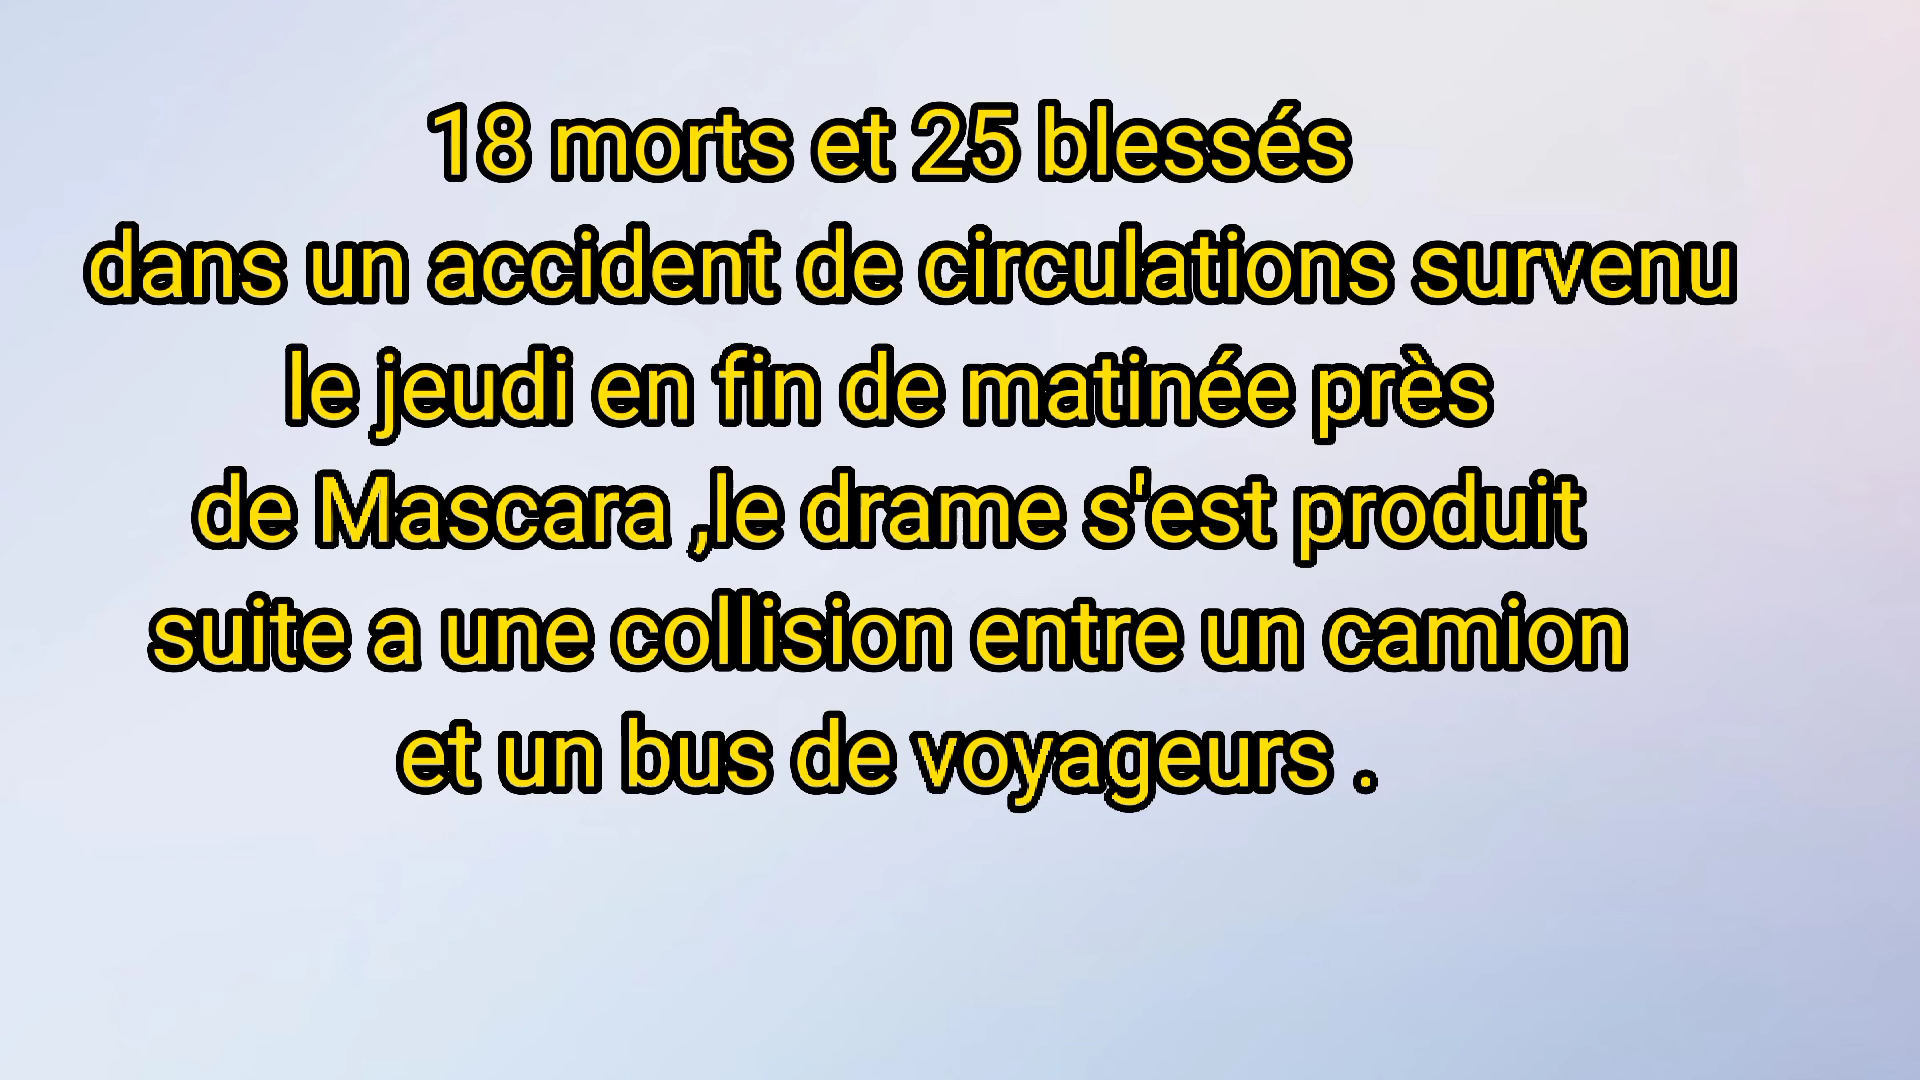 18 morts et 25 blessés
dans un accident de circulations survenu
le jeudi en fin de matinée près
de Mascara ,le drame s'est produit
suite a une collision entre un camion
et un bus de voyageurs .